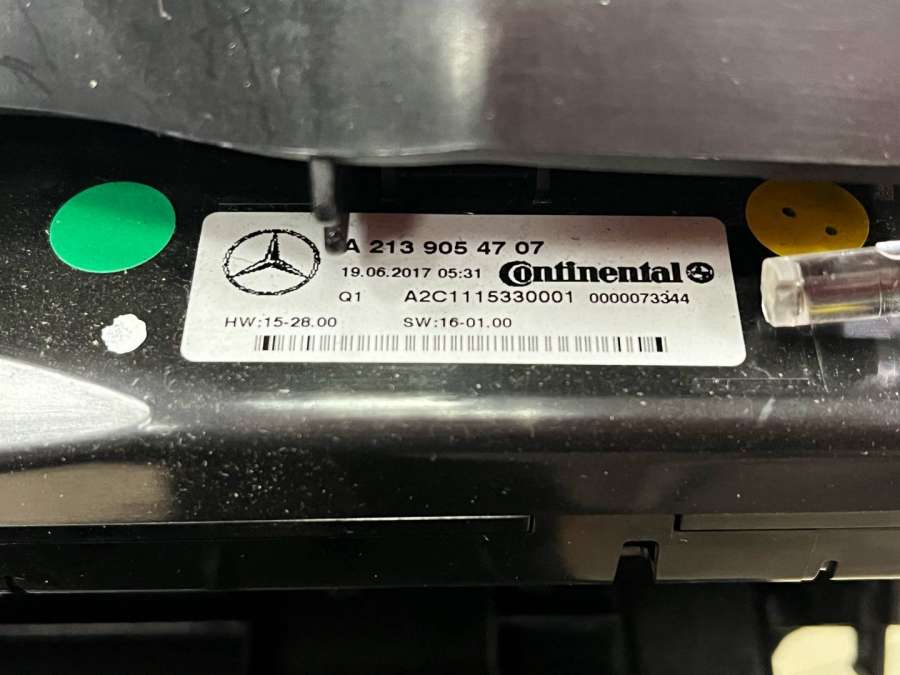 A 213 905 47 07
19.06.2017 05:31 Continental
Q1 A2C1115330001 0000073344
HW:15-28.00 SW:16-01.00